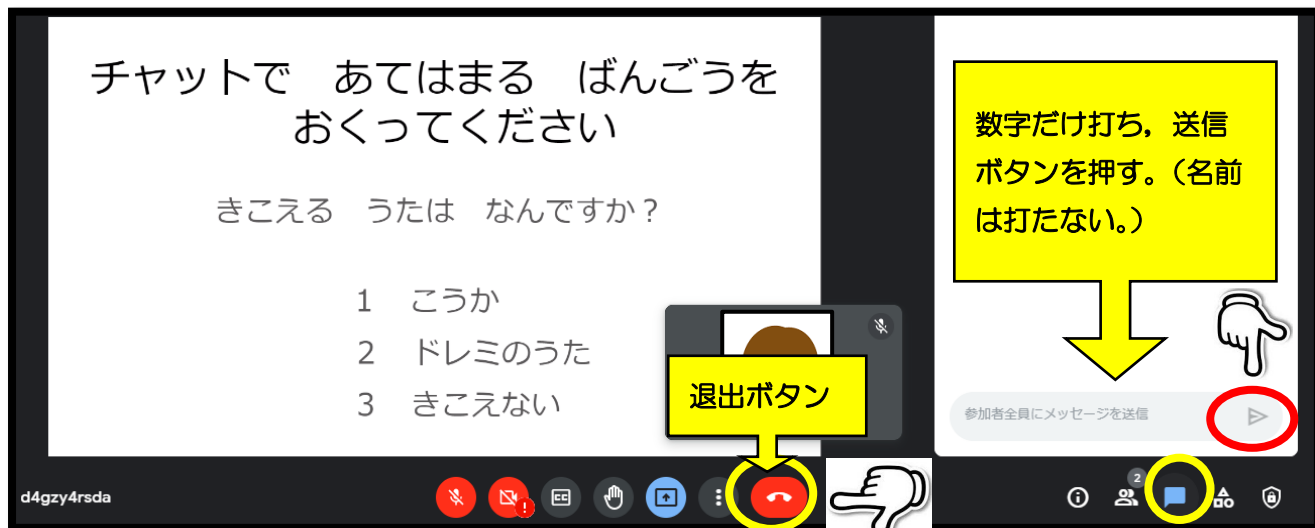 チャットで　あてはまる　ばんごうを
おくってください
きこえる　うたは　なんですか？
1　こうか
2　ドレミのうた
3　きこえない
退出ボタン
数字だけ打ち，送信
ボタンを押す。（名前
は打たない。）
参加者全員にメッセージを送信
d4gzy4rsda
!
CC
2